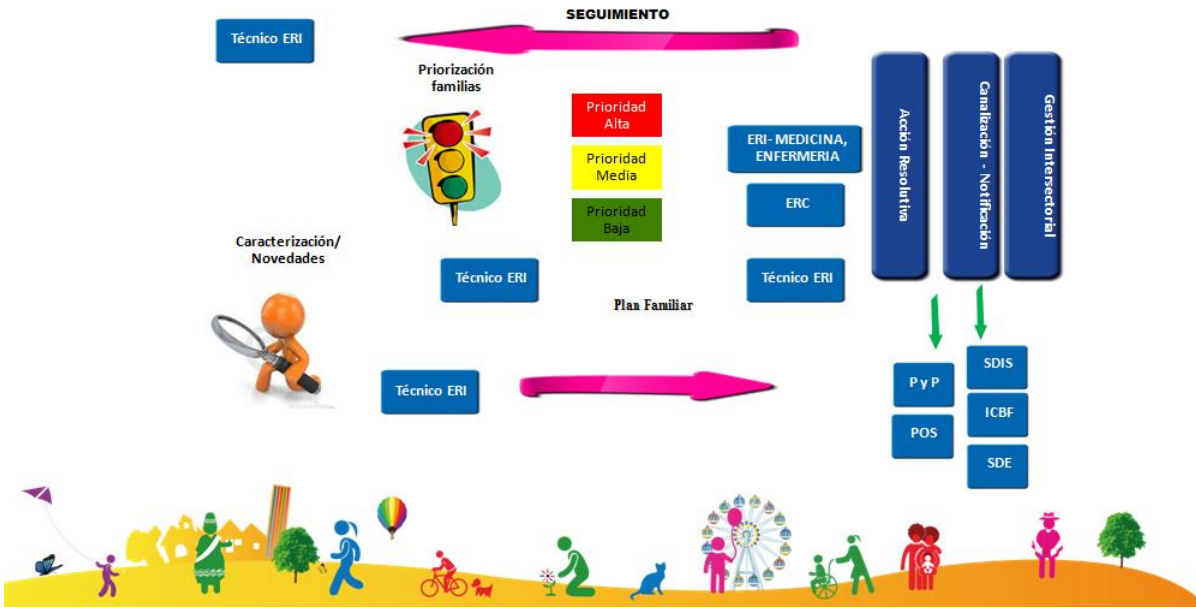 SEGUIMIENTO
Técnico ERI
Priorización
familias
Prioridad
Alta
Prioridad
Media
Prioridad
Baja
ERI- MEDICINA,
ENFERMERIA
ERC
Acción Resolutiva
Canalización - Notificación
Gestión Intersectorial
Caracterización/
Novedades
Técnico ERI
Técnico ERI
Plan Familiar
Técnico ERI
P y P
POS
SDIS
ICBF
SDE